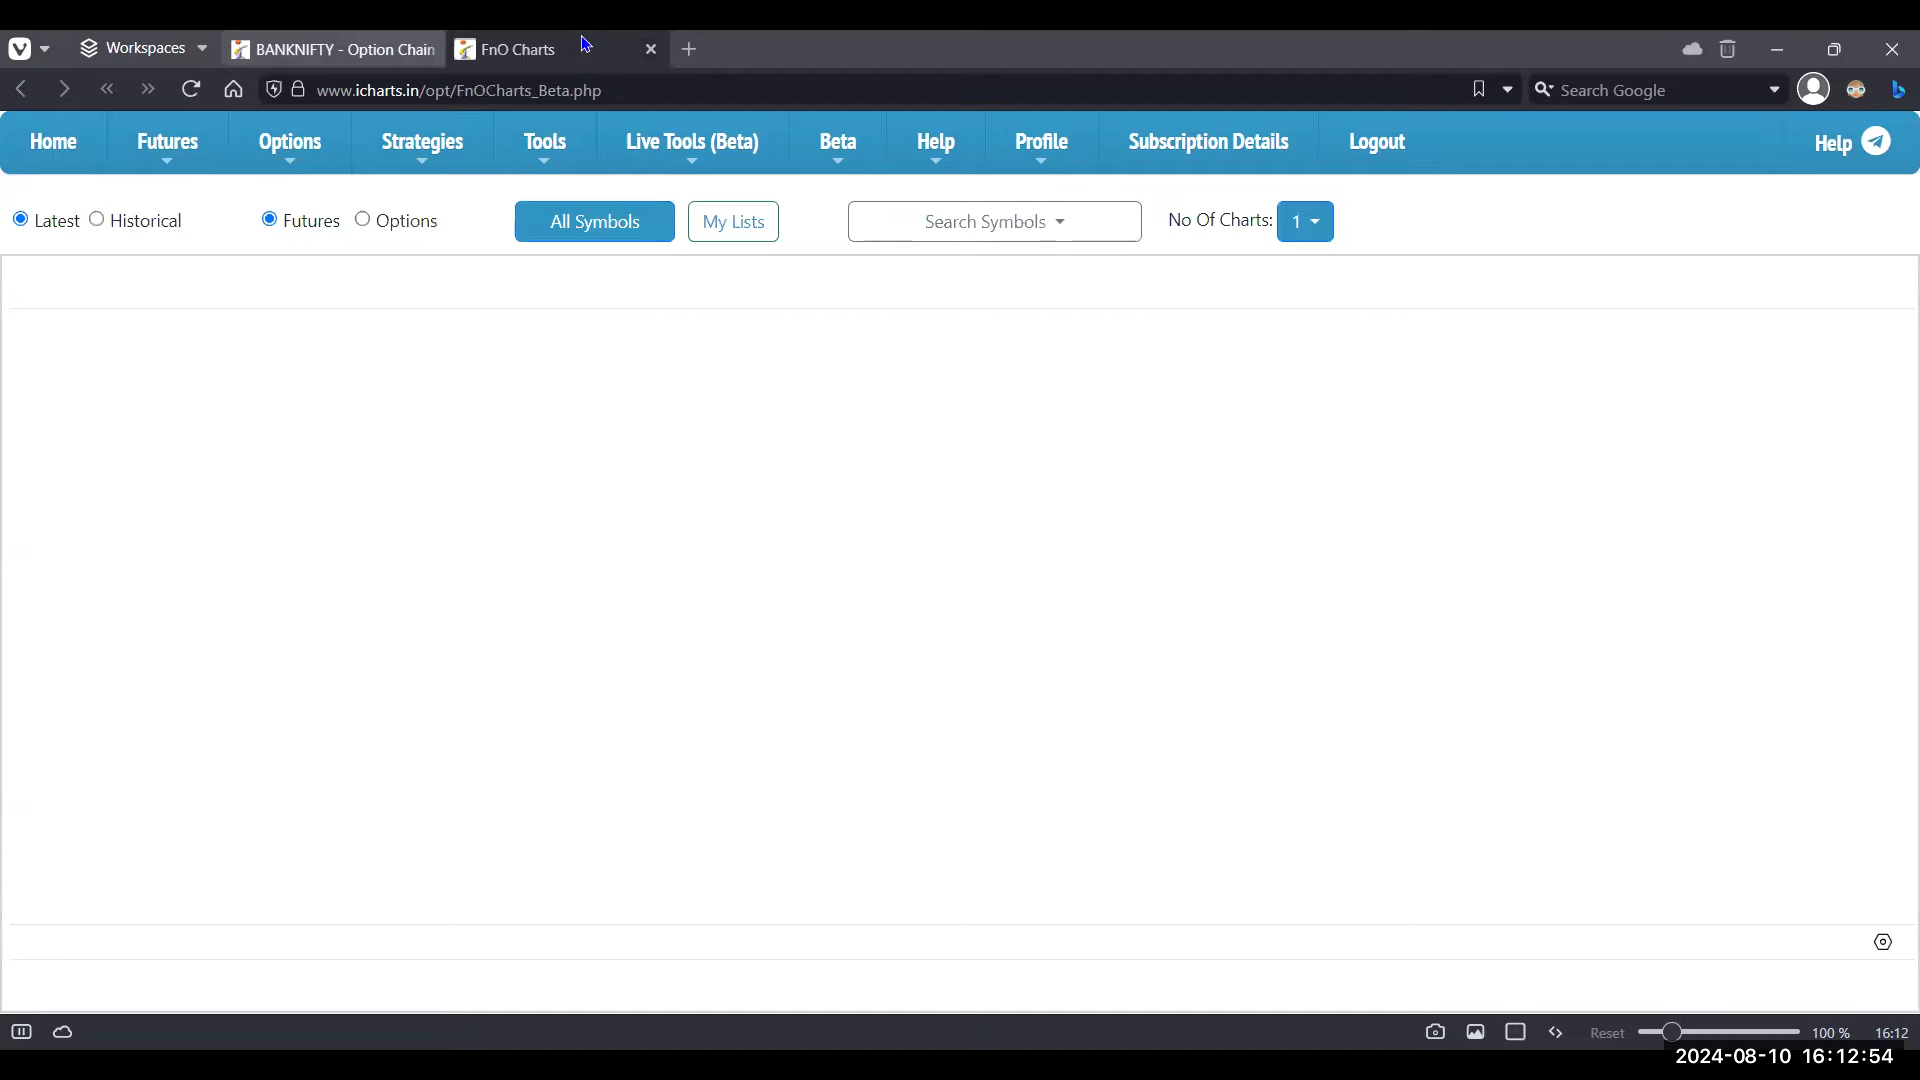 Workspaces BANKNIFTY - Option Chain FnO Charts
www.icharts.in/opt/FnOCharts_Beta.php Search Google
Home Futures Options Strategies Tools Live Tools (Beta) Beta Help Profile Subscription Details Logout Help
Latest Historical Futures Options All Symbols My Lists Search Symbols No Of Charts: 1
Reset 100 % 16:12
2024-08-10 16:12:54